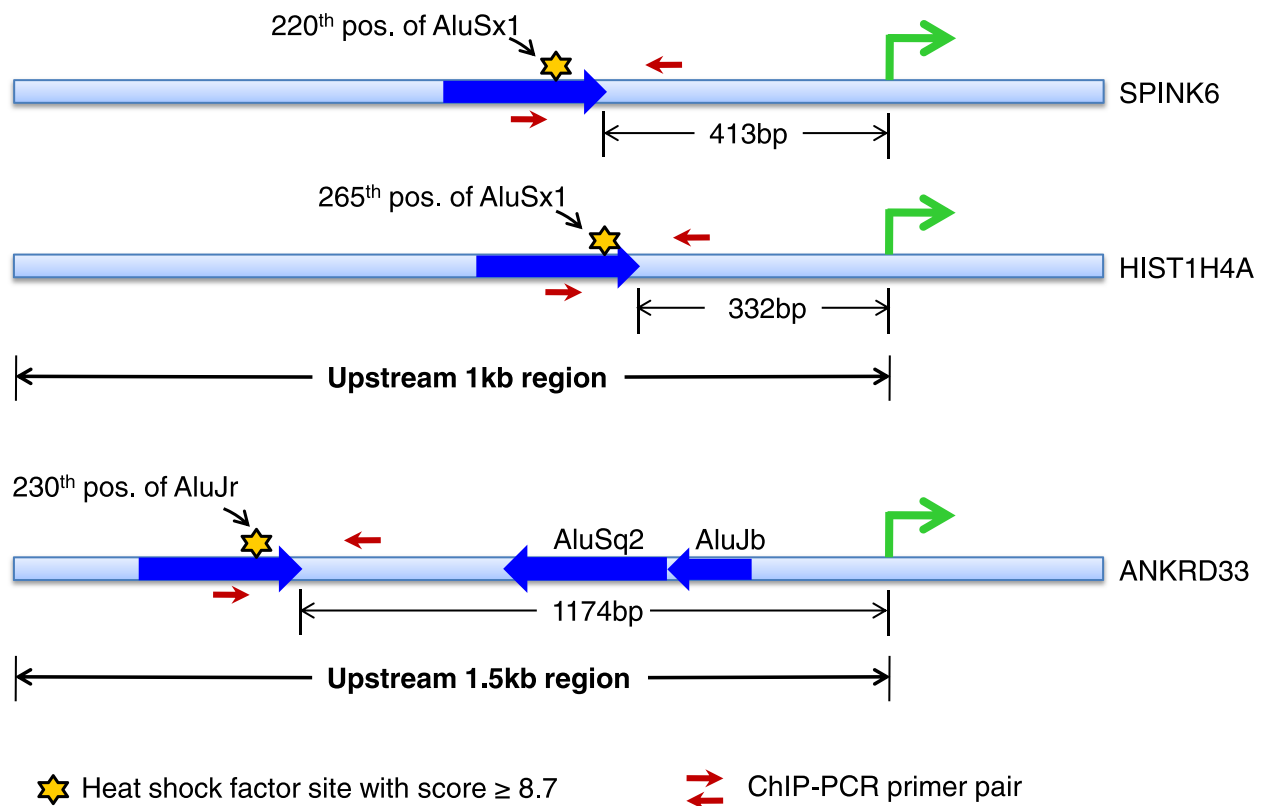 220th pos. of AluSx1
SPINK6
413bp
265th pos. of AluSx1
HIST1H4A
332bp
Upstream 1kb region
230th pos. of AluJr
AluSq2 AluJb
ANKRD33
1174bp
Upstream 1.5kb region
Heat shock factor site with score ≥ 8.7
ChIP-PCR primer pair